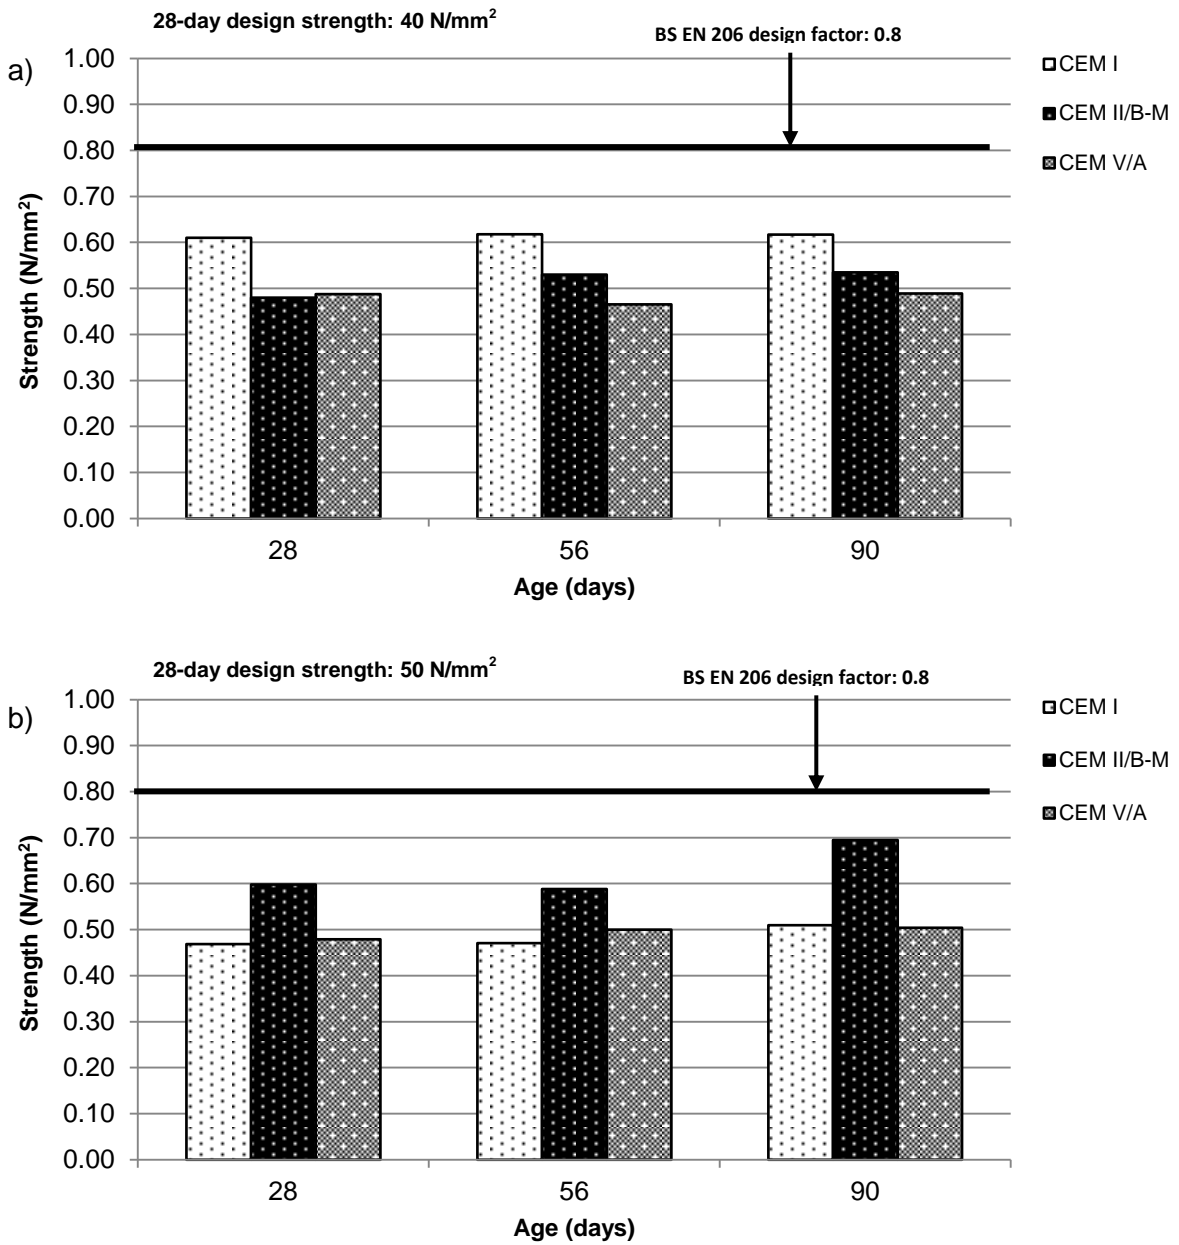 28-day design strength: 40 N/mm²
BS EN 206 design factor: 0.8
a)
1.00
0.90
0.80
0.70
0.60
0.50
0.40
0.30
0.20
0.10
0.00
Strength (N/mm²)
28 56 90
Age (days)
CEM I
CEM II/B-M
CEM V/A
28-day design strength: 50 N/mm²
BS EN 206 design factor: 0.8
b)
1.00
0.90
0.80
0.70
0.60
0.50
0.40
0.30
0.20
0.10
0.00
Strength (N/mm²)
28 56 90
Age (days)
CEM I
CEM II/B-M
CEM V/A